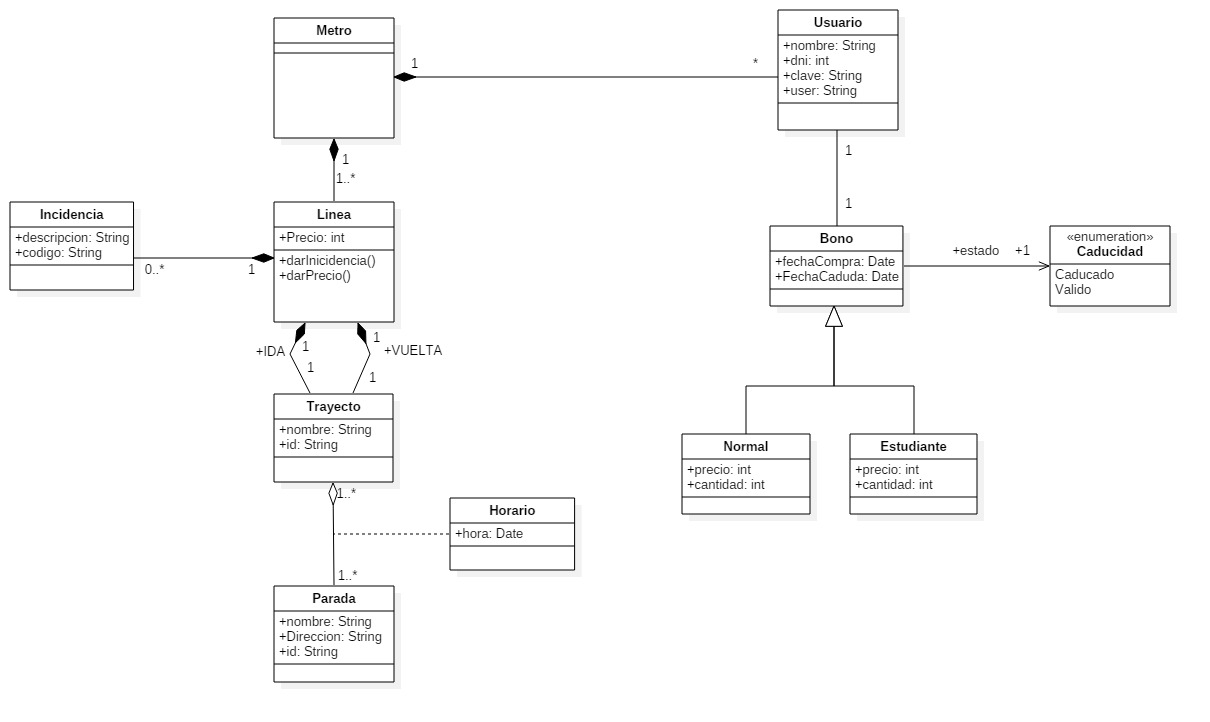 Metro
1
*
Usuario
+nombre: String
+dni: int
+clave: String
+user: String
1
1..*
1
1
Incidencia
+descripcion: String
+codigo: String
0..*
1
Linea
+Precio: int
+darInicidencia()
+darPrecio()
Bono
+fechaCompra: Date
+FechaCaduda: Date
+estado
+1
«enumeration»
Caducidad
Caducado
Valido
+IDA
1
1
1
+VUELTA
1
Trayecto
+nombre: String
+id: String
Normal
+precio: int
+cantidad: int
Estudiante
+precio: int
+cantidad: int
1..*
Horario
+hora: Date
1..*
Parada
+nombre: String
+Direccion: String
+id: String